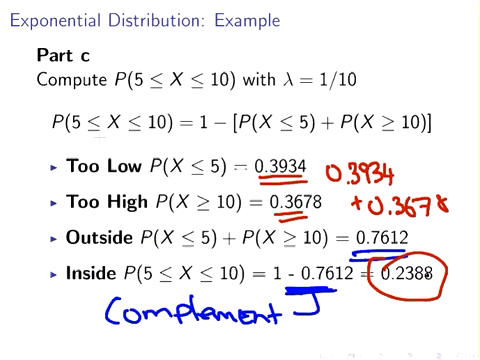 Exponential Distribution: Example
Part c
Compute P(5 ≤ X ≤ 10) with λ = 1/10
P(5 ≤ X ≤ 10) = 1 − [P(X ≤ 5) + P(X ≥ 10)]
▸ Too Low P(X ≤ 5) = 0.3934 0.3934
▸ Too High P(X ≥ 10) = 0.3678 +0.3678
▸ Outside P(X ≤ 5) + P(X ≥ 10) = 0.7612
▸ Inside P(5 ≤ X ≤ 10) = 1 - 0.7612 = 0.2388
Complement